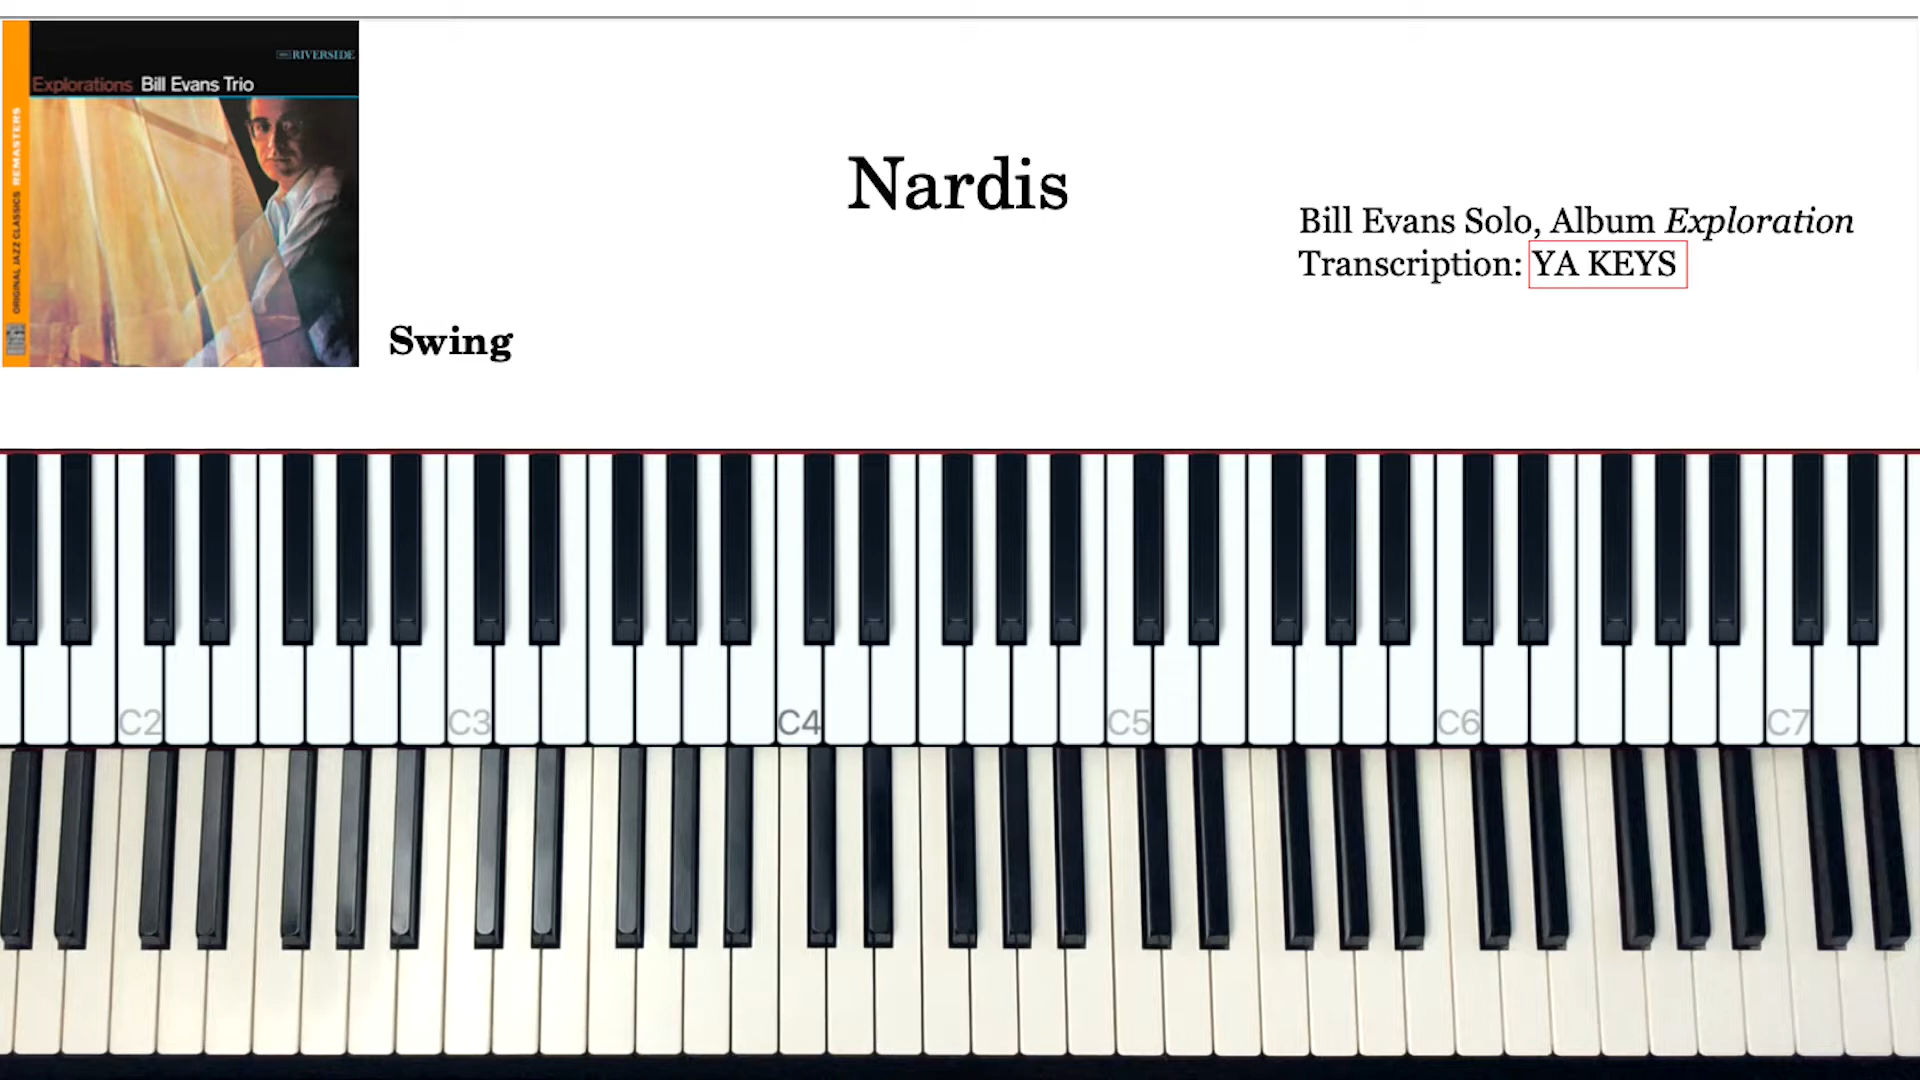 RIVERSIDE
Explorations Bill Evans Trio
ORIGINAL JAZZ CLASSICS REMASTERS
Nardis
Bill Evans Solo, Album Exploration
Transcription: YA KEYS
Swing
C2 C3 C4 C5 C6 C7